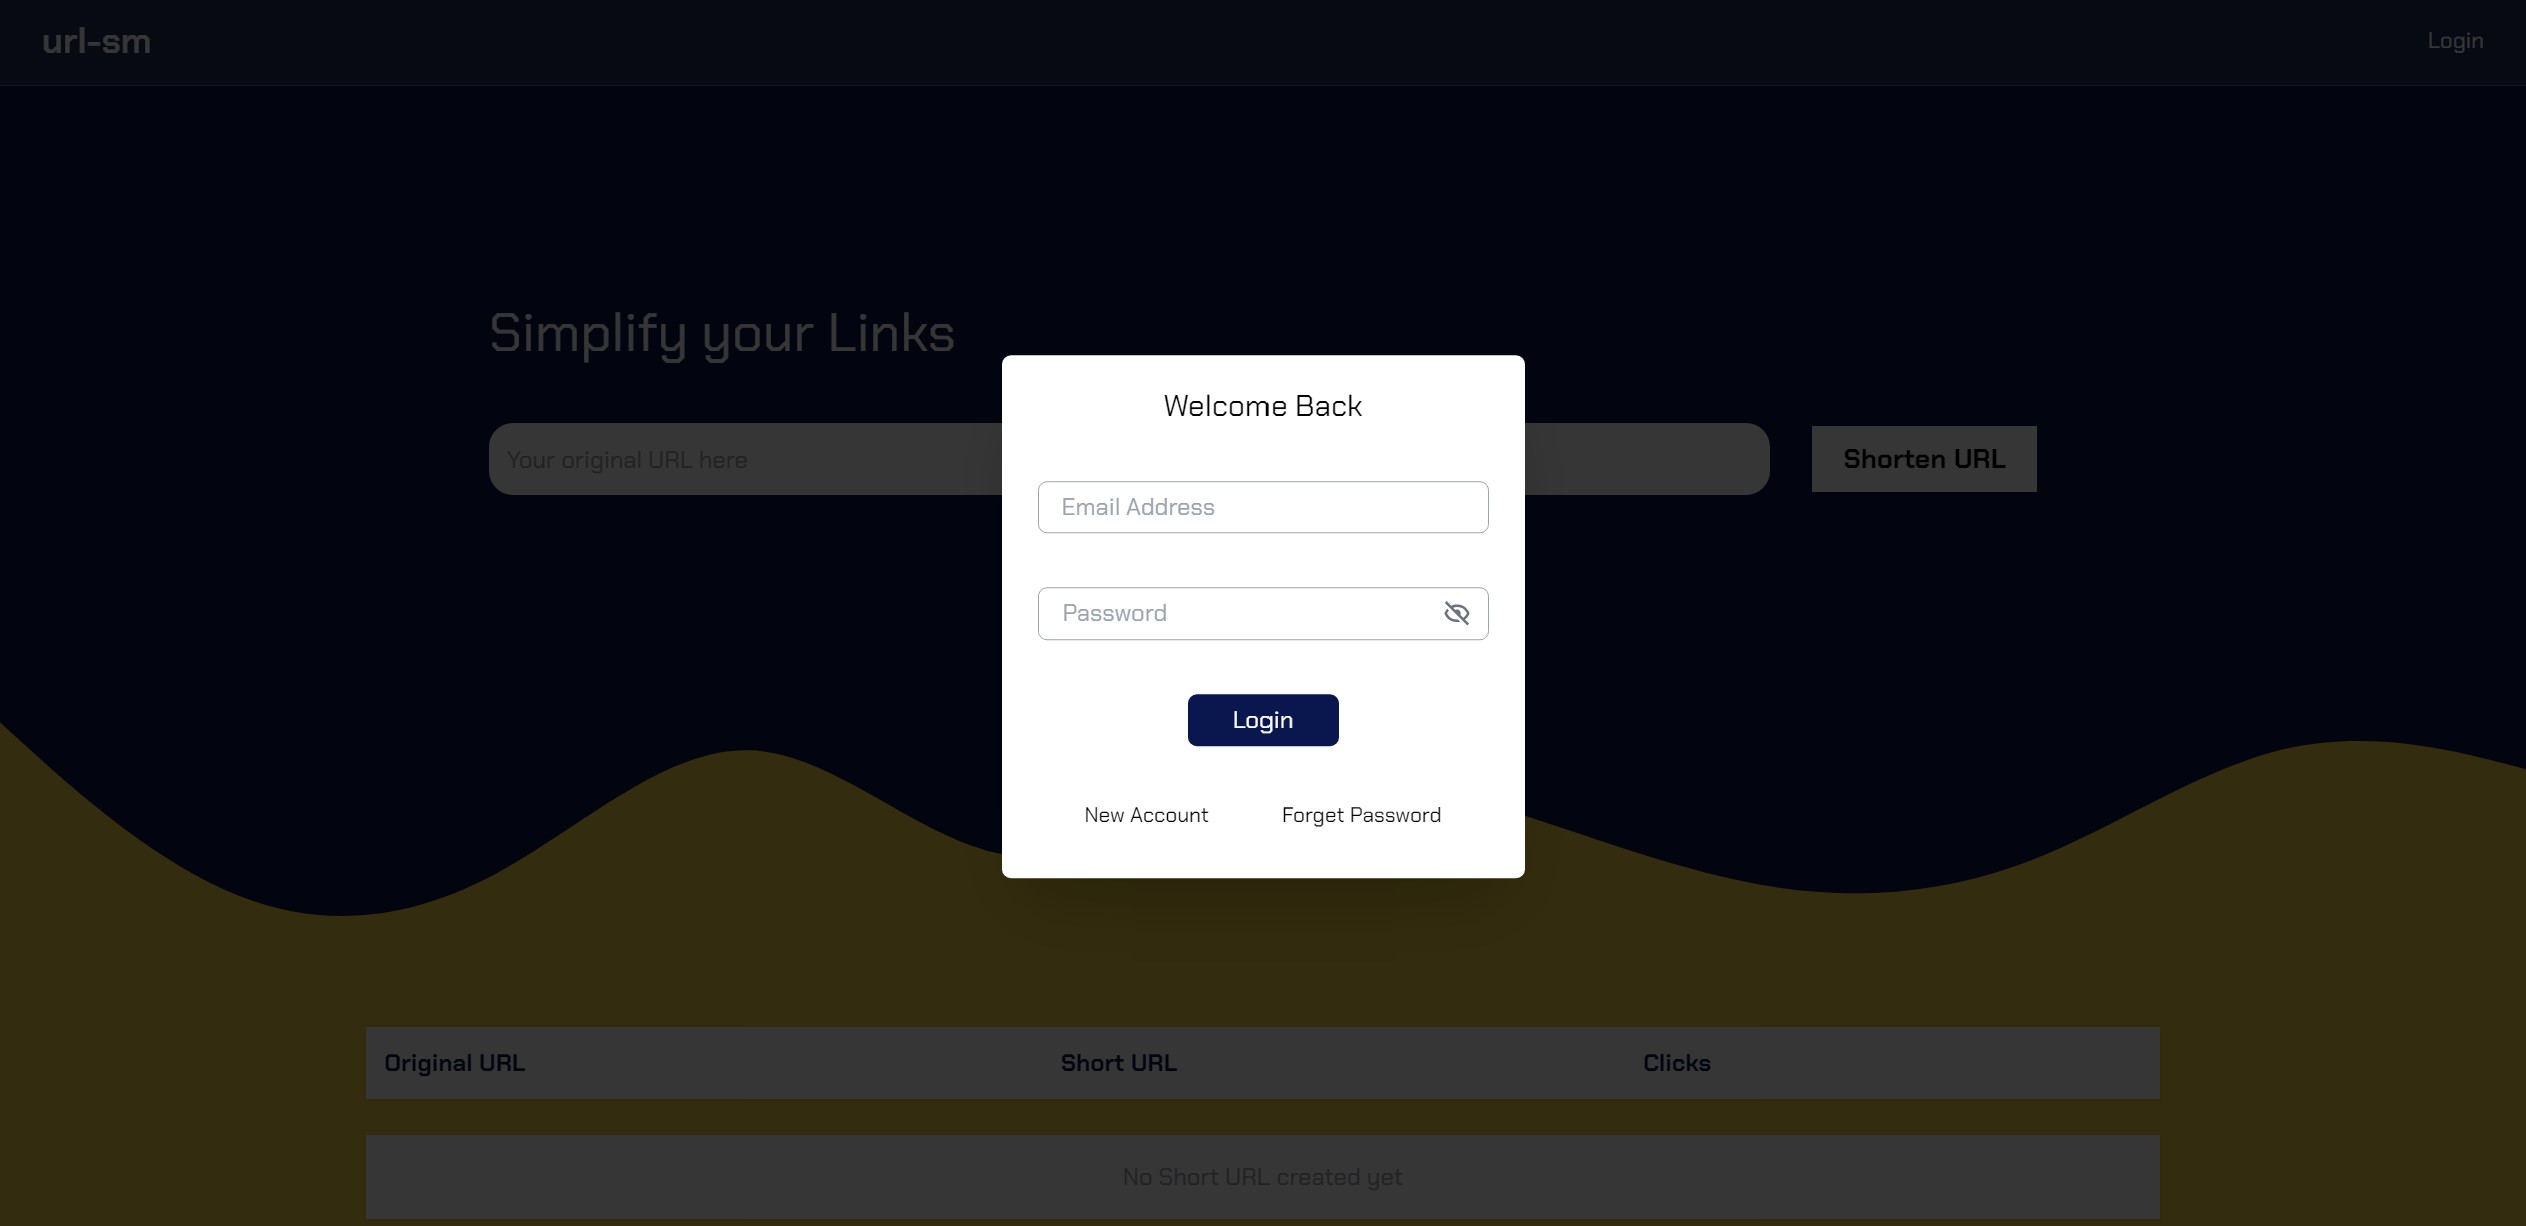 url-sm
Login
Simplify your Links
Your original URL here
Shorten URL
Welcome Back
Email Address
Password
Login
New Account
Forget Password
Original URL
Short URL
Clicks
No Short URL created yet